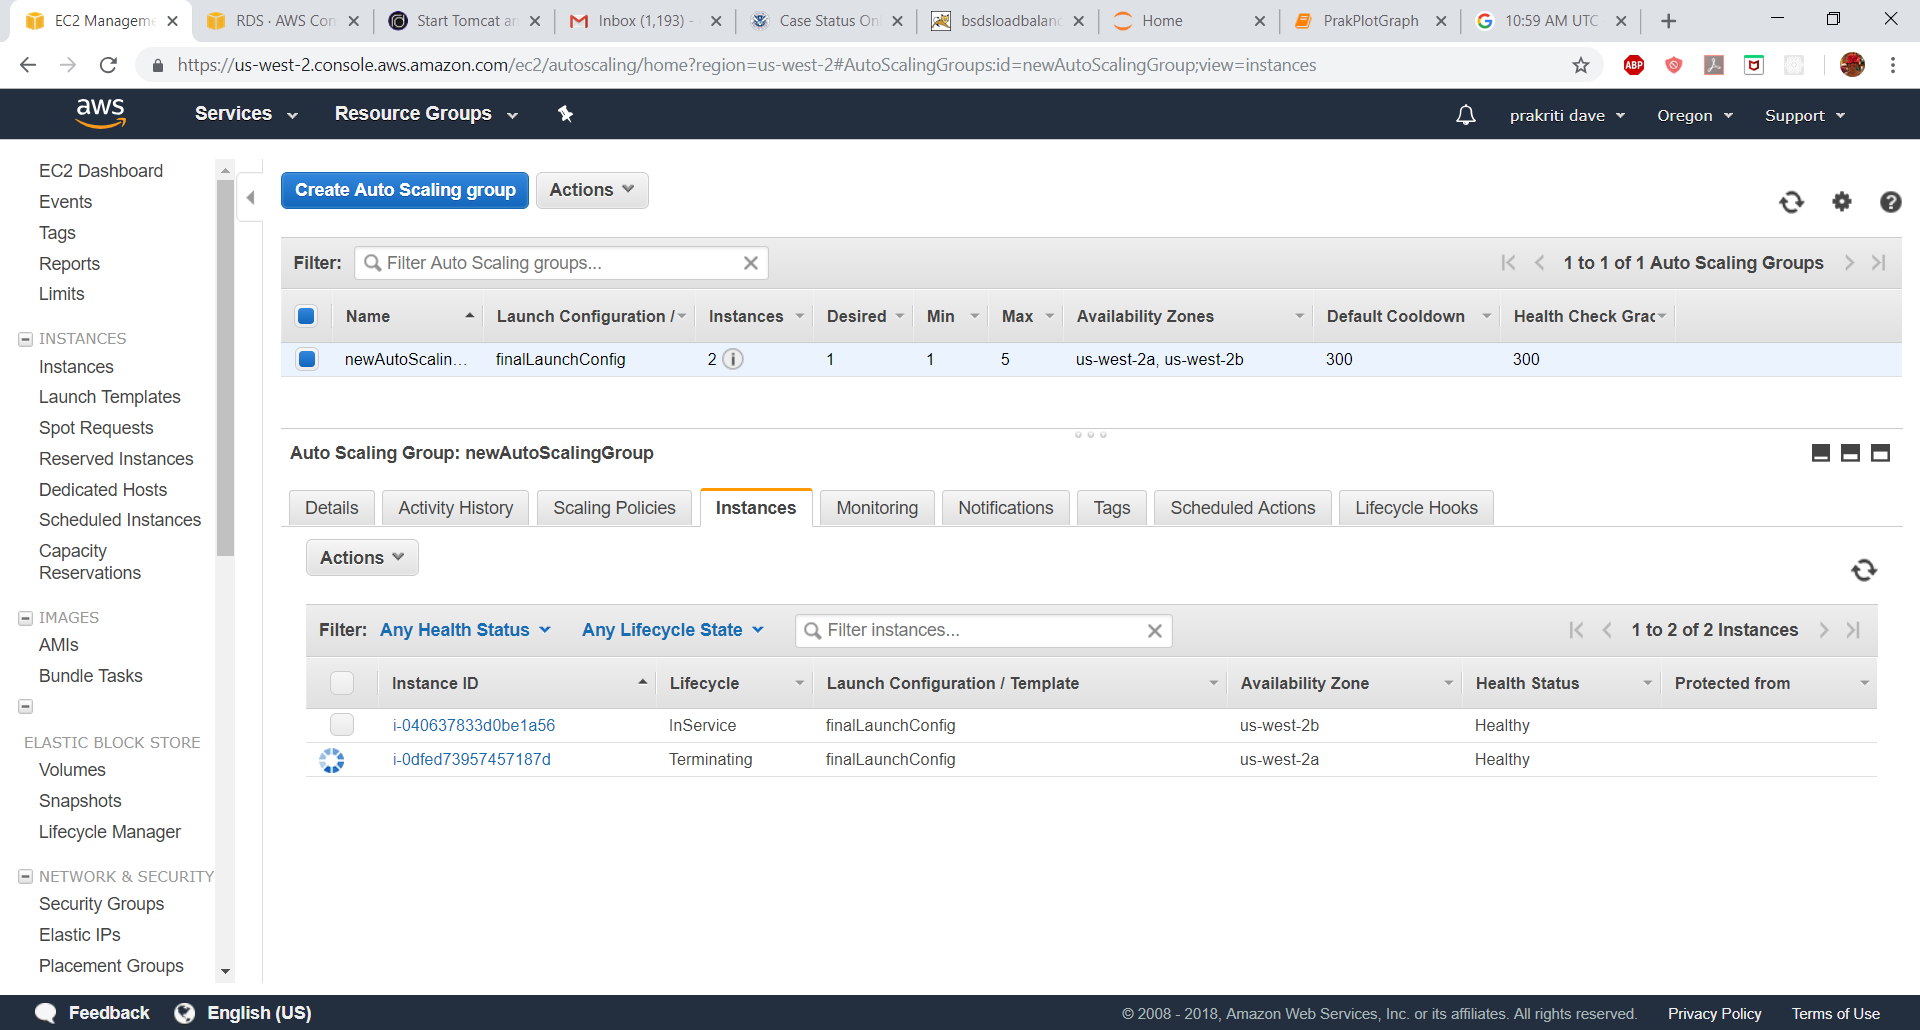 EC2 Manageme
RDS · AWS Con
Start Tomcat an
Inbox (1,193) -
Case Status On
bsdsloadbalan
Home
PrakPlotGraph
10:59 AM UTC
https://us-west-2.console.aws.amazon.com/ec2/autoscaling/home?region=us-west-2#AutoScalingGroups:id=newAutoScalingGroup;view=instances
ABP
aws
Services
Resource Groups
prakriti dave
Oregon
Support
EC2 Dashboard
Events
Tags
Reports
Limits
INSTANCES
Instances
Launch Templates
Spot Requests
Reserved Instances
Dedicated Hosts
Scheduled Instances
Capacity
Reservations
IMAGES
AMIs
Bundle Tasks
ELASTIC BLOCK STORE
Volumes
Snapshots
Lifecycle Manager
NETWORK & SECURITY
Security Groups
Elastic IPs
Placement Groups
Create Auto Scaling group
Actions
Filter: Filter Auto Scaling groups...
1 to 1 of 1 Auto Scaling Groups
Name Launch Configuration / Instances Desired Min Max Availability Zones Default Cooldown Health Check Grac
newAutoScalin... finalLaunchConfig 2 1 1 5 us-west-2a, us-west-2b 300 300
Auto Scaling Group: newAutoScalingGroup
Details Activity History Scaling Policies Instances Monitoring Notifications Tags Scheduled Actions Lifecycle Hooks
Actions
Filter: Any Health Status Any Lifecycle State Filter instances...
1 to 2 of 2 Instances
Instance ID Lifecycle Launch Configuration / Template Availability Zone Health Status Protected from
i-040637833d0be1a56 InService finalLaunchConfig us-west-2b Healthy
i-0dfed73957457187d Terminating finalLaunchConfig us-west-2a Healthy
Feedback English (US)
© 2008 - 2018, Amazon Web Services, Inc. or its affiliates. All rights reserved. Privacy Policy Terms of Use